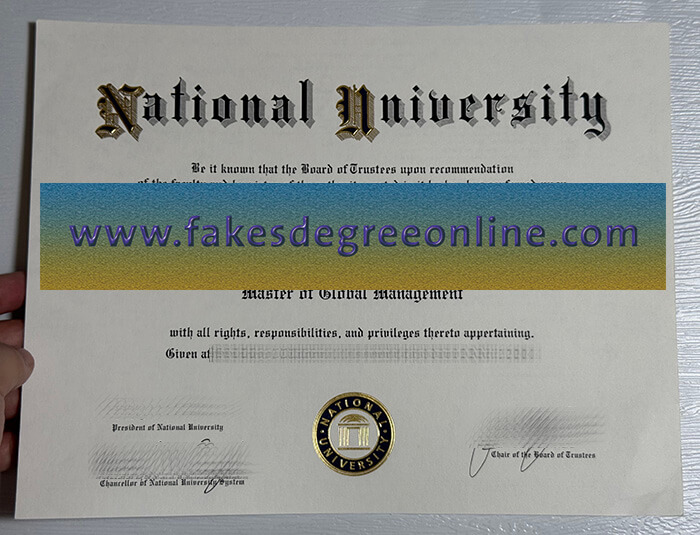 National University
Be it known that the Board of Trustees upon recommendation
www.fakesdegreeonline.com
Master of Global Management
with all rights, responsibilities, and privileges thereto appertaining.
Given at
President of National University
Chancellor of National University System
NATIONAL UNIVERSITY
Chair of the Board of Trustees